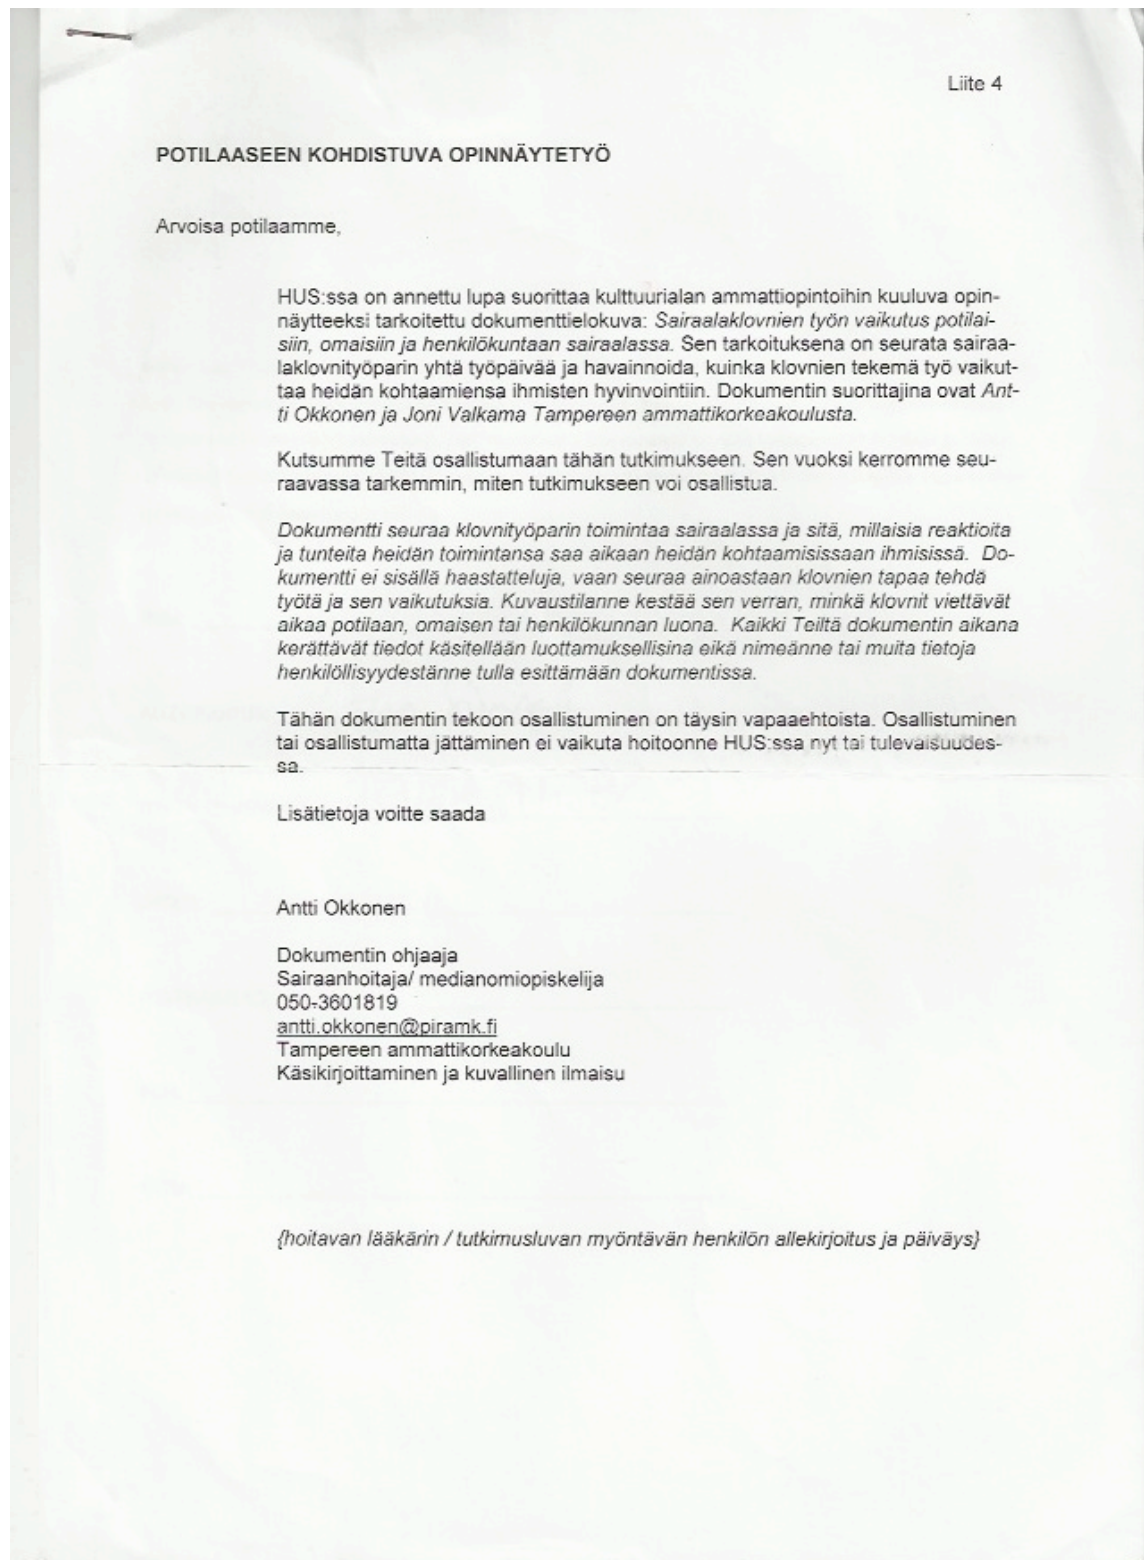 Liite 4
POTILAASEEN KOHDISTUVA OPINNÄYTETYÖ
Arvoisa potilaamme,
HUS:ssa on annettu lupa suorittaa kulttuurialan ammattiopintoihin kuuluva opin-
näytteeksi tarkoitettu dokumenttielokuva: Sairaalaklovnien työn vaikutus potilai-
siin, omaisiin ja henkilökuntaan sairaalassa. Sen tarkoituksena on seurata sairaa-
laklovnityöparin yhtä työpäivää ja havainnoida, kuinka klovnien tekemä työ vaikut-
taa heidän kohtaamiensa ihmisten hyvinvointiin. Dokumentin suorittajina ovat Ant-
ti Okkonen ja Joni Valkama Tampereen ammattikorkeakoulusta.
Kutsumme Teitä osallistumaan tähän tutkimukseen. Sen vuoksi kerromme seu-
raavassa tarkemmin, miten tutkimukseen voi osallistua.
Dokumentti seuraa klovnityöparin toimintaa sairaalassa ja sitä, millaisia reaktioita
ja tunteita heidän toimintansa saa aikaan heidän kohtaamisissaan ihmisissä. Do-
kumentti ei sisällä haastatteluja, vaan seuraa ainoastaan klovnien tapaa tehdä
työtä ja sen vaikutuksia. Kuvaustilanne kestää sen verran, minkä klovnit viettävät
aikaa potilaan, omaisen tai henkilökunnan luona. Kaikki Teiltä dokumentin aikana
kerättävät tiedot käsitellään luottamuksellisina eikä nimeänne tai muita tietoja
henkilöllisyydestänne tulla esittämään dokumentissa.
Tähän dokumentin tekoon osallistuminen on täysin vapaaehtoista. Osallistuminen
tai osallistumatta jättäminen ei vaikuta hoitoonne HUS:ssa nyt tai tulevaisuudes-
sa.
Lisätietoja voitte saada
Antti Okkonen
Dokumentin ohjaaja
Sairaanhoitaja/ medianomiopiskelija
050-3601819
antti.okkonen@piramk.fi
Tampereen ammattikorkeakoulu
Käsikirjoittaminen ja kuvallinen ilmaisu
{hoitavan lääkärin / tutkimusluvan myöntävän henkilön allekirjoitus ja päiväys}